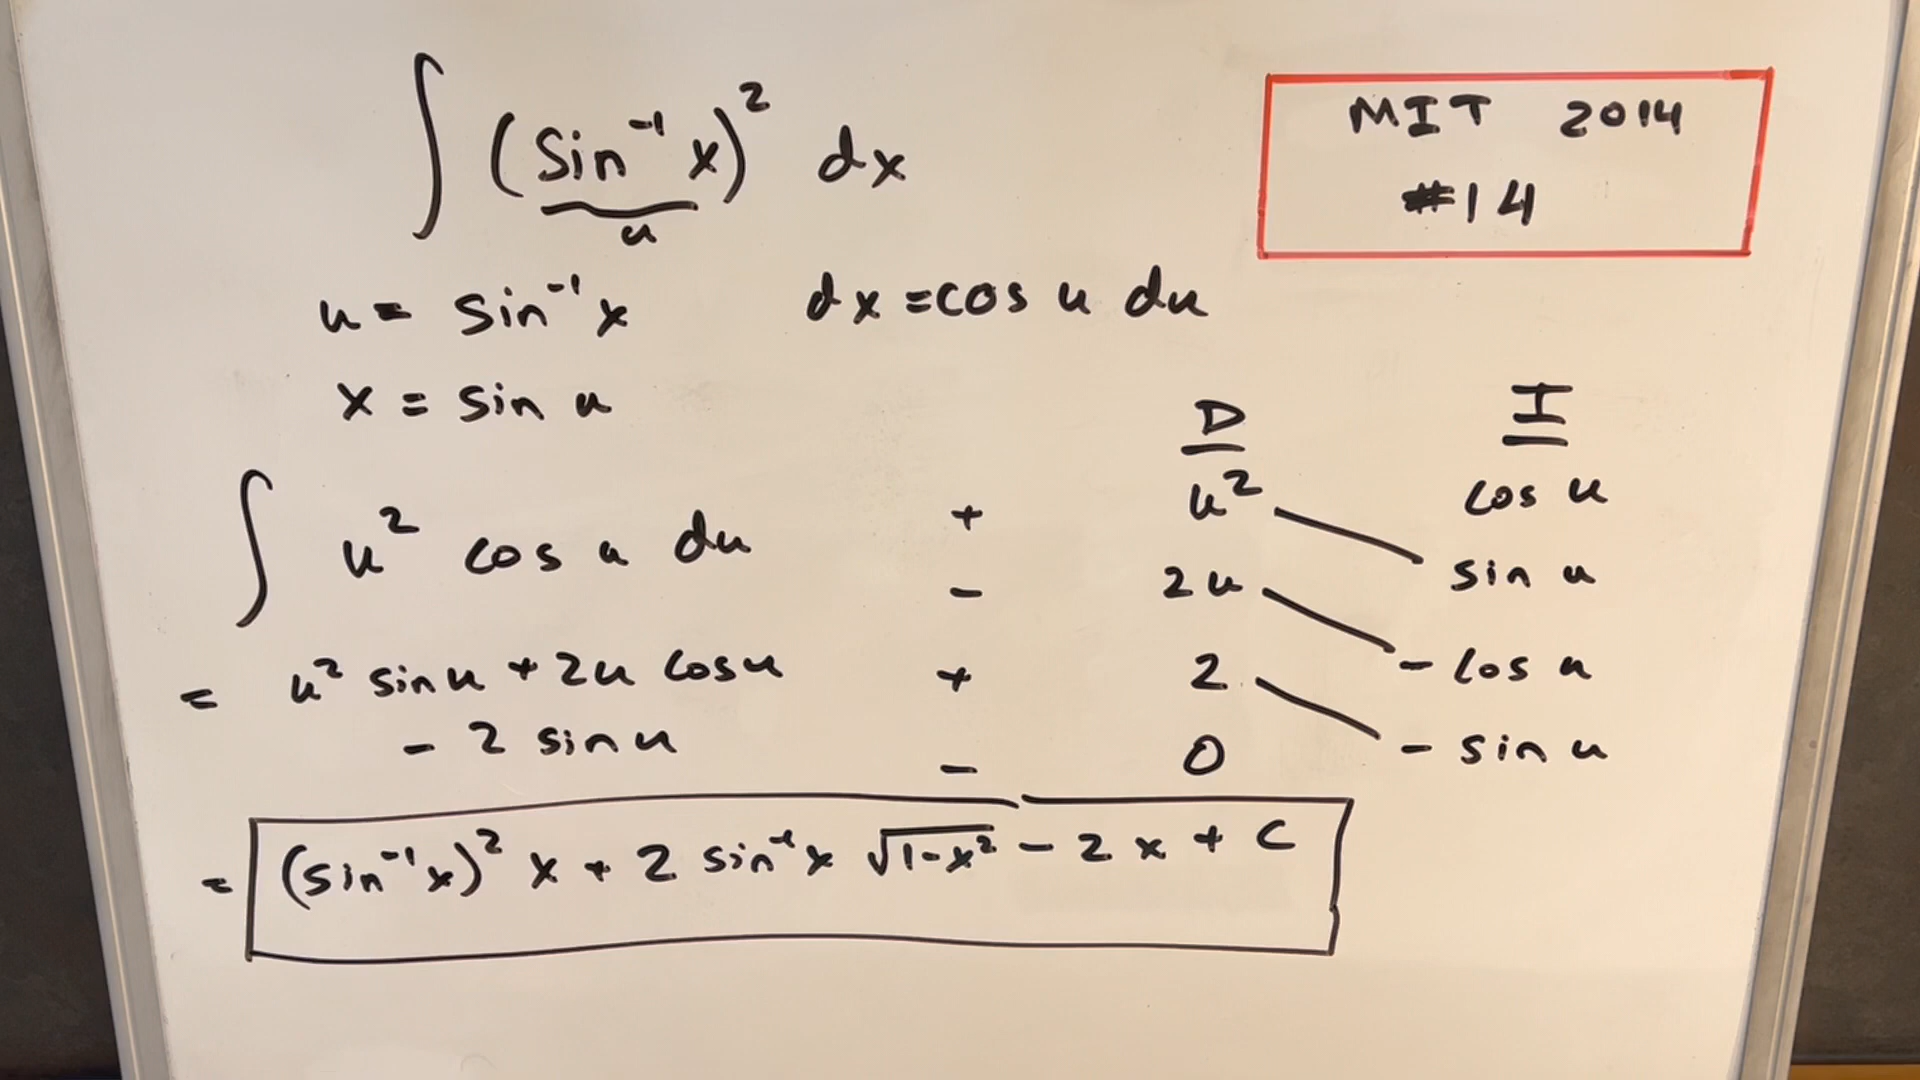 ∫ (sin⁻¹ x)² dx
u
MIT 2014
#14
u = sin⁻¹ x
dx = cos u du
x = sin u
D I
∫ u² cos u du
+ u² cos u
- 2u sin u
+ 2 - cos u
- 0 - sin u
= u² sin u + 2u cos u
- 2 sin u
= (sin⁻¹ x)² x + 2 sin⁻¹ x √(1-x²) - 2x + C